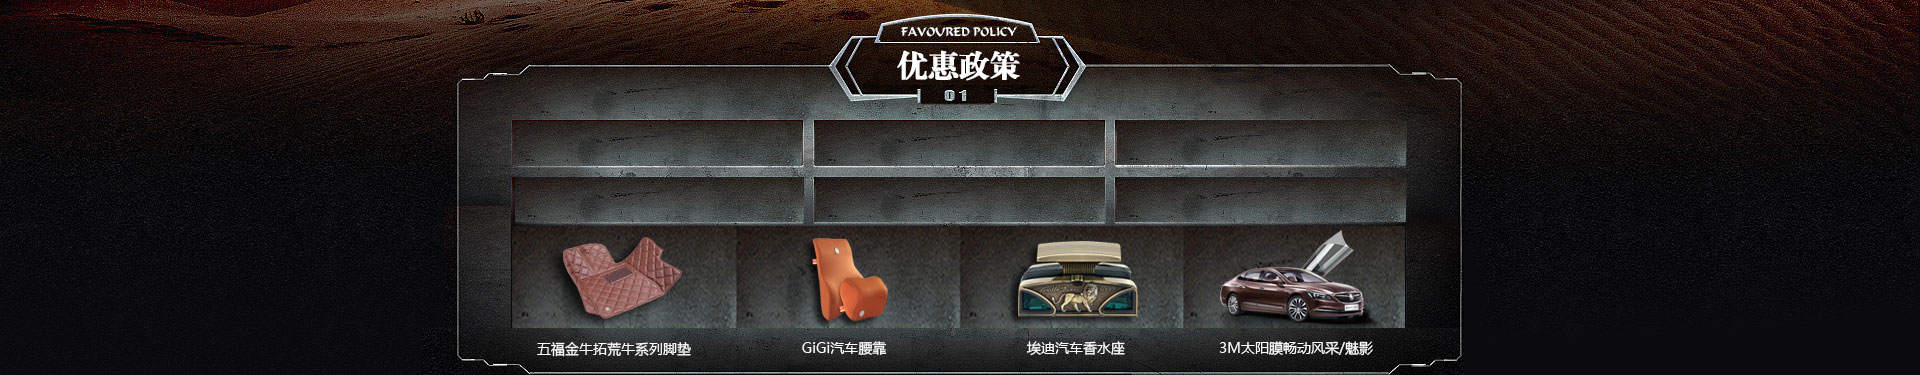 FAVOURED POLICY
优惠政策
01
五福金牛拓荒牛系列脚垫
GiGi汽车腰靠
埃迪汽车香水座
3M太阳膜畅动风采/魅影